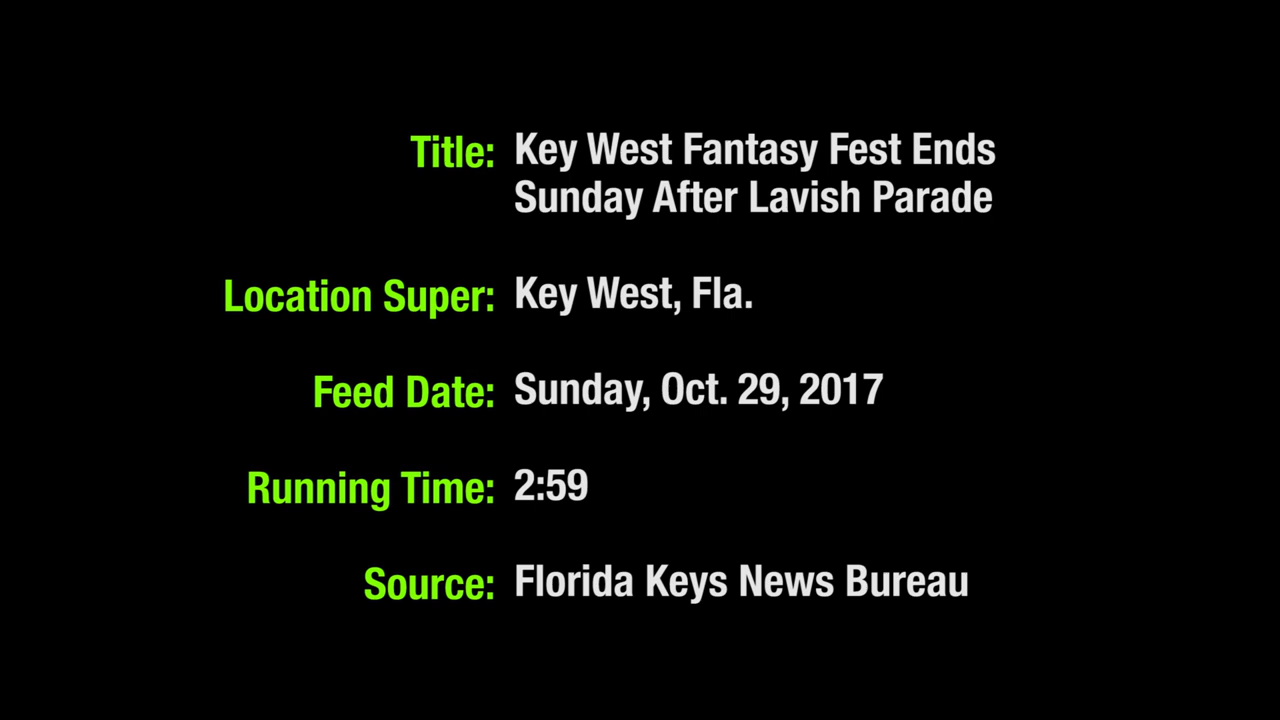 Title: Key West Fantasy Fest Ends
Sunday After Lavish Parade
Location Super: Key West, Fla.
Feed Date: Sunday, Oct. 29, 2017
Running Time: 2:59
Source: Florida Keys News Bureau